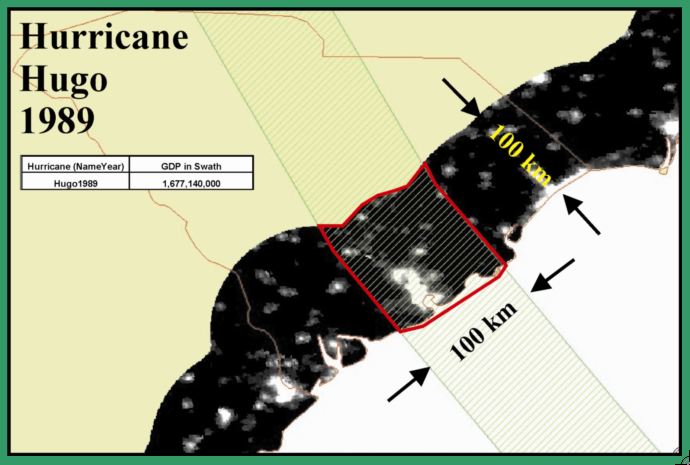 Hurricane
Hugo
1989
Hurricane (NameYear) GDP in Swath
Hugo1989 1,677,140,000
100 km
100 km